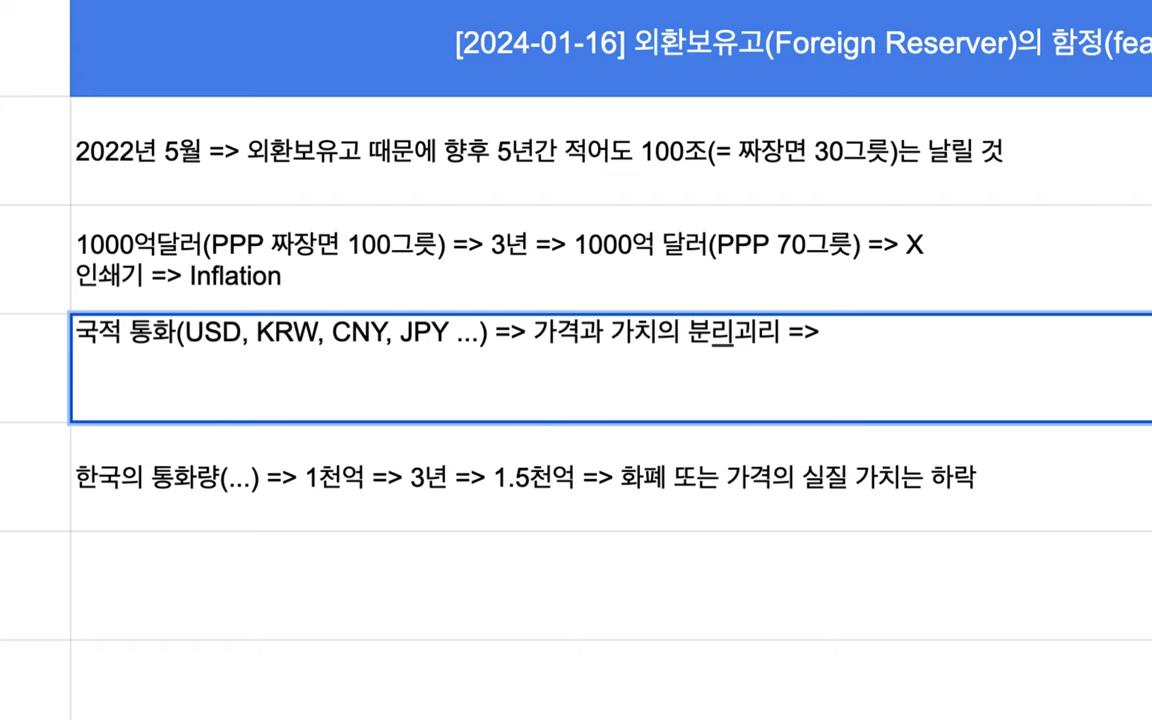 [2024-01-16] 외환보유고(Foreign Reserver)의 함정(fea
2022년 5월 => 외환보유고 때문에 향후 5년간 적어도 100조(= 짜장면 30그릇)는 날릴 것
1000억달러(PPP 짜장면 100그릇) => 3년 => 1000억 달러(PPP 70그릇) => X
인쇄기 => Inflation
국적 통화(USD, KRW, CNY, JPY ...) => 가격과 가치의 분리괴리 =>
한국의 통화량(...) => 1천억 => 3년 => 1.5천억 => 화폐 또는 가격의 실질 가치는 하락